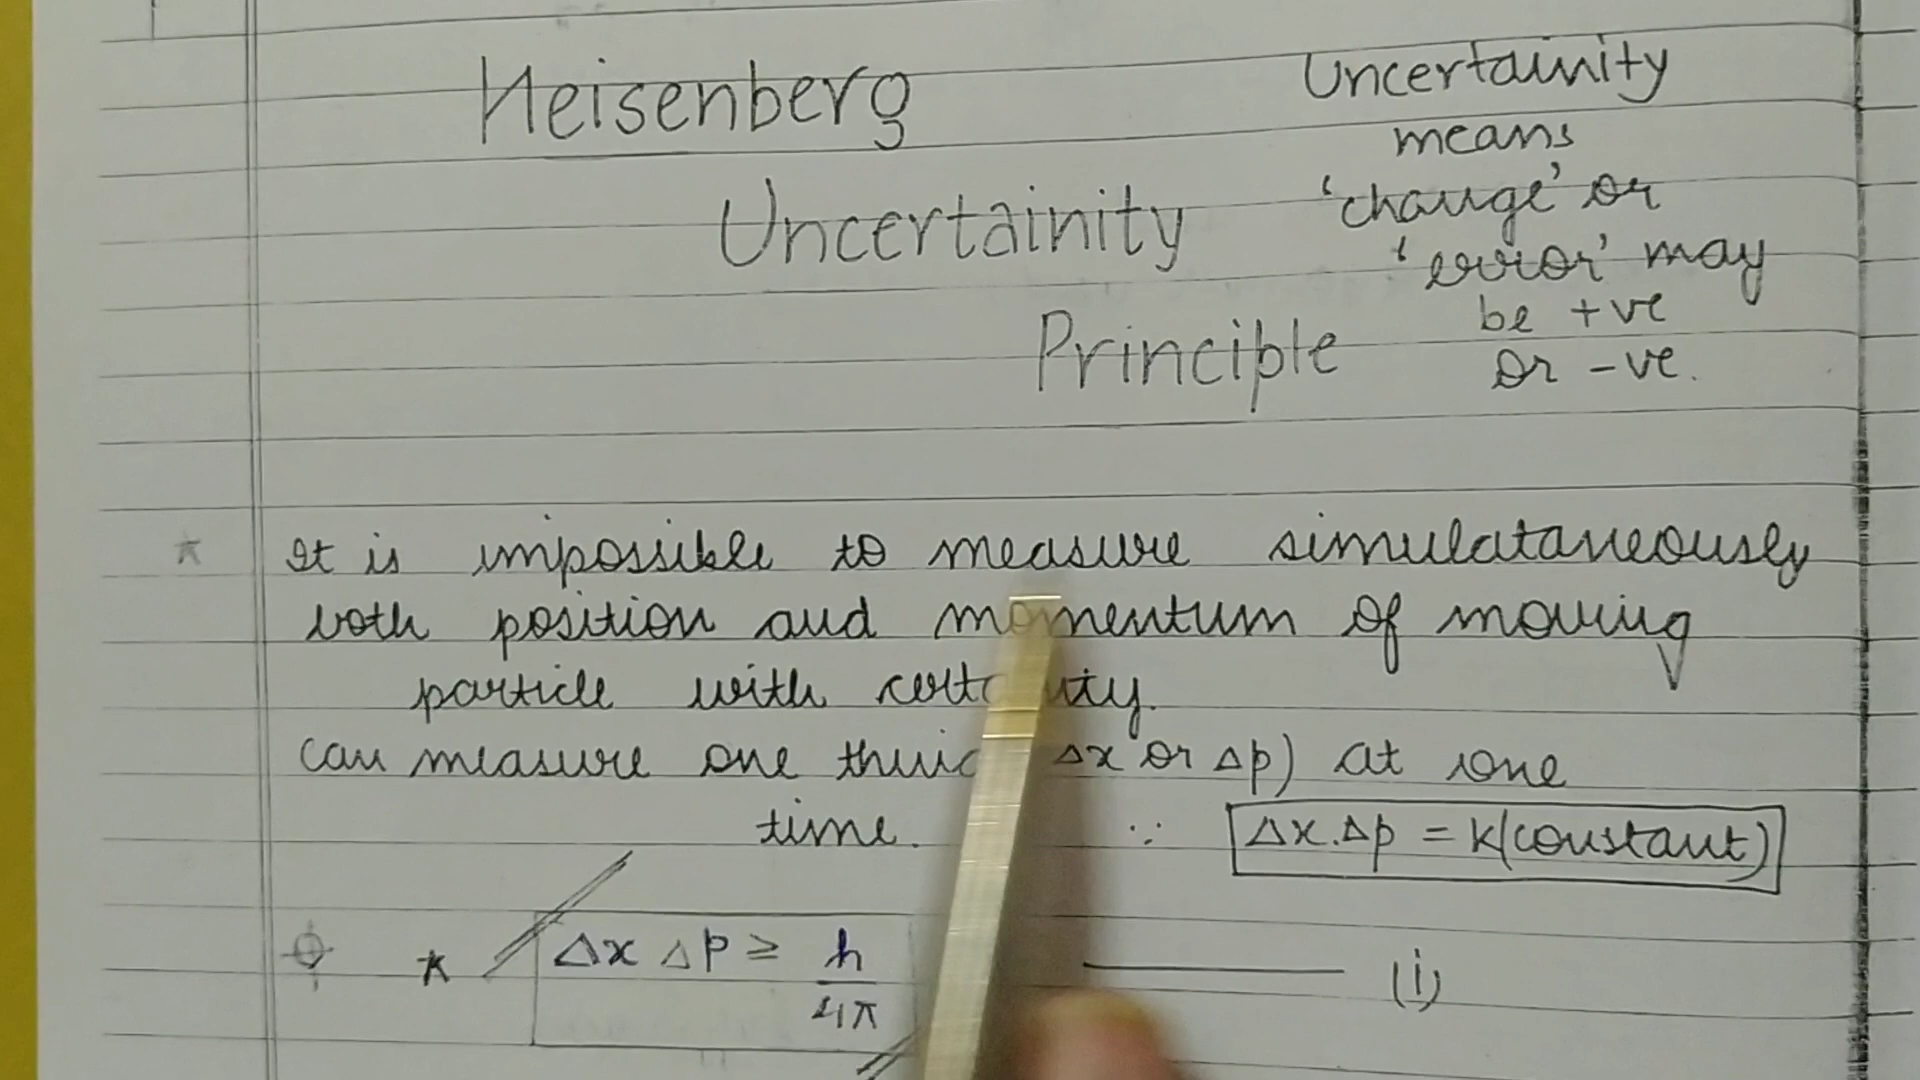 Heisenberg
Uncertainity
Principle
Uncertainity
means
'change' or
'error' may
be +ve
or -ve.
* It is impossible to measure simulataneously
both position and momentum of moving
particle with
can measure one Δx or Δp) at one
time. ∵ Δx.Δp = k(constant)
* Δx Δp ≥ h/4π (i)